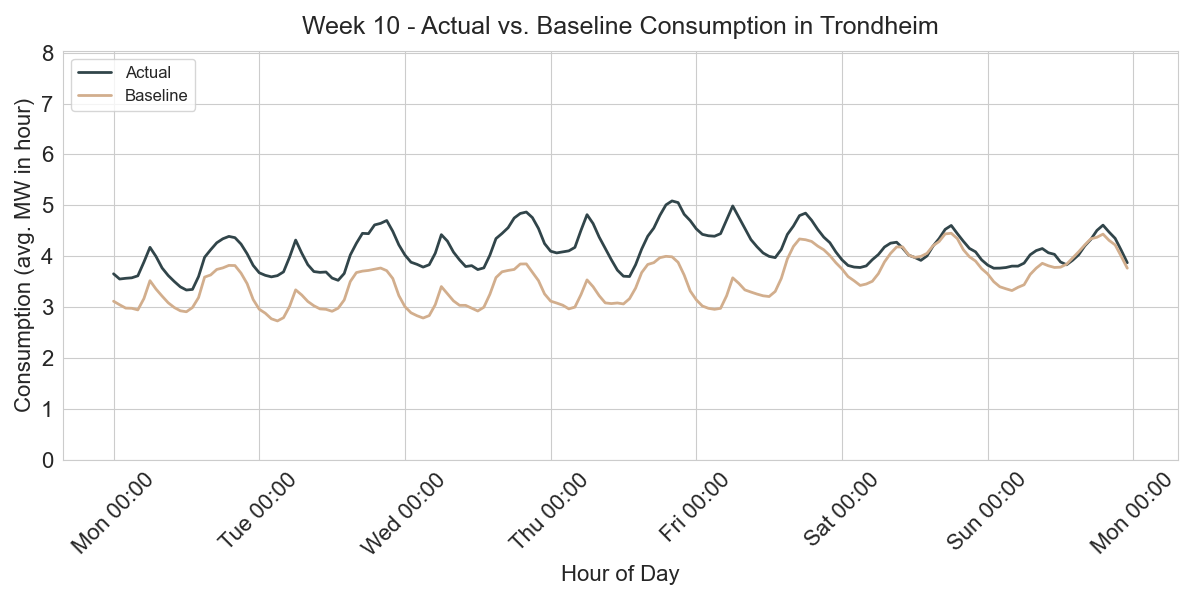 Week 10 - Actual vs. Baseline Consumption in Trondheim
Consumption (avg. MW in hour)
8
7
6
5
4
3
2
1
0
Actual
Baseline
Mon 00:00
Tue 00:00
Wed 00:00
Thu 00:00
Fri 00:00
Sat 00:00
Sun 00:00
Mon 00:00
Hour of Day